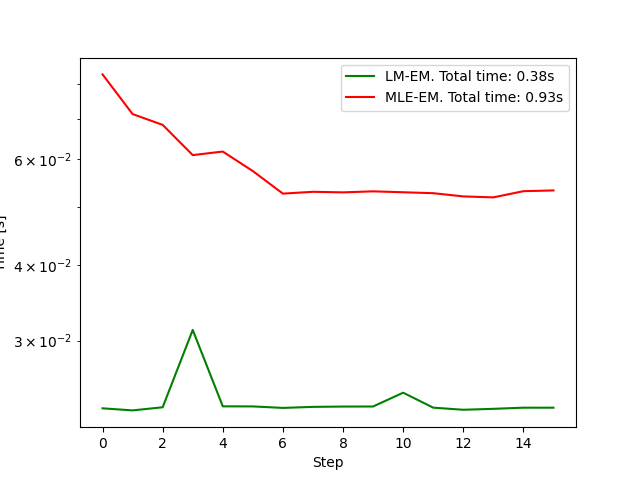 LM-EM. Total time: 0.38s
MLE-EM. Total time: 0.93s
6 × 10⁻²
4 × 10⁻²
3 × 10⁻²
Time [s]
0 2 4 6 8 10 12 14
Step